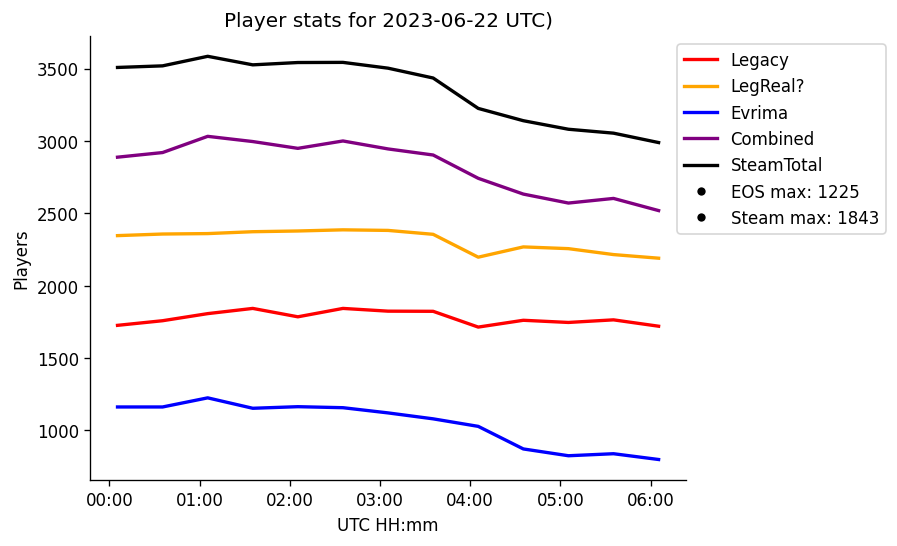 Player stats for 2023-06-22 UTC)
3500
3000
2500
2000
1500
1000
Players
00:00 01:00 02:00 03:00 04:00 05:00 06:00
UTC HH:mm
Legacy
LegReal?
Evrima
Combined
SteamTotal
EOS max: 1225
Steam max: 1843